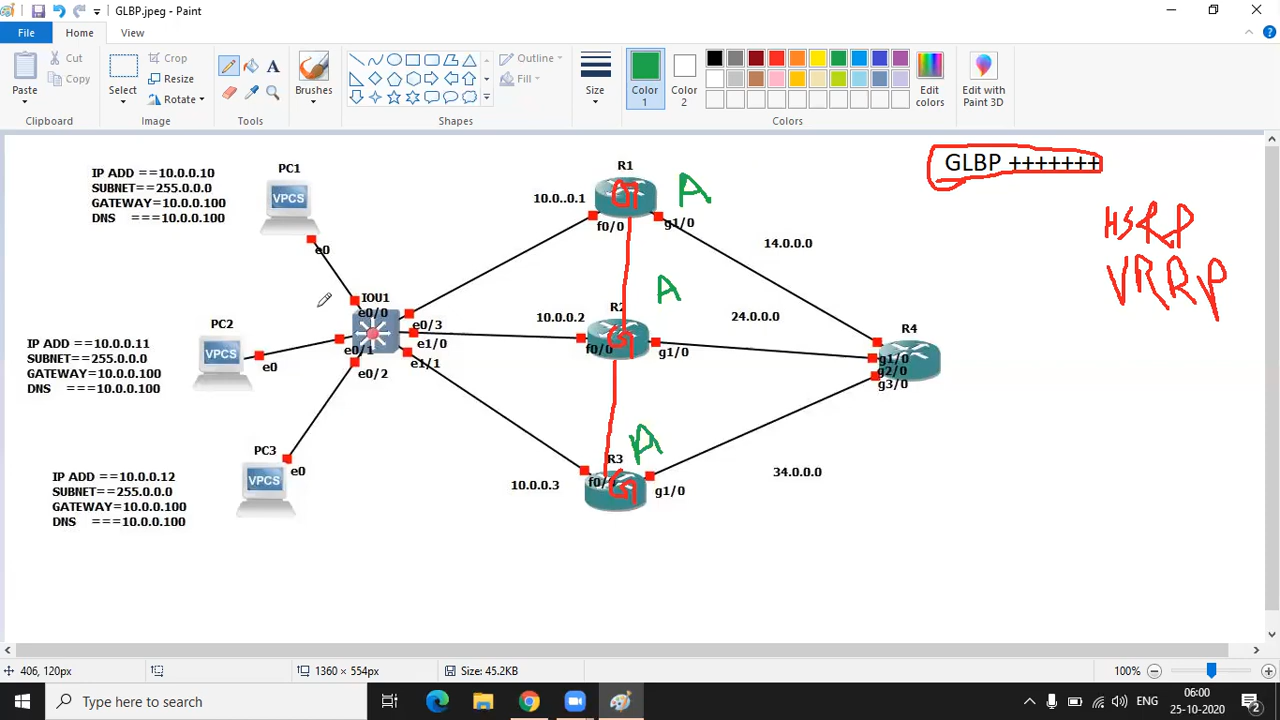 GLBP.jpeg - Paint
File
Home
View
Paste
Cut
Copy
Clipboard
Select
Crop
Resize
Rotate
Image
A
Tools
Brushes
Outline
Fill
Shapes
Size
Color
1
Color
2
Edit
colors
Edit with
Paint 3D
Colors
GLBP +++++++
HSRP
VRRP
IP ADD ==10.0.0.10
SUBNET==255.0.0.0
GATEWAY=10.0.0.100
DNS ===10.0.0.100
PC1
VPCS
e0
R1
A
10.0..0.1
f0/0
g1/0
14.0.0.0
IOU1
e0/0
e0/3
e1/0
e0/1
e1/1
e0/2
PC2
VPCS
e0
IP ADD ==10.0.0.11
SUBNET==255.0.0.0
GATEWAY=10.0.0.100
DNS ===10.0.0.100
A
R2
10.0.0.2
f0/0
g1/0
24.0.0.0
R4
g1/0
g2/0
g3/0
PC3
VPCS
e0
IP ADD ==10.0.0.12
SUBNET==255.0.0.0
GATEWAY=10.0.0.100
DNS ===10.0.0.100
A
R3
10.0.0.3
f0/0
g1/0
34.0.0.0
406, 120px
1360 × 554px
Size: 45.2KB
100%
Type here to search
ENG
06:00
25-10-2020
2